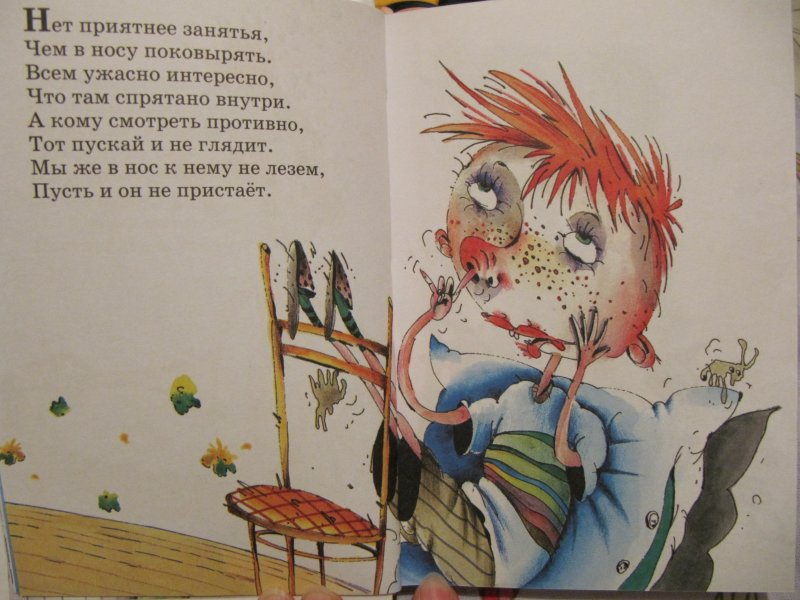 Нет приятнее занятья,
Чем в носу поковырять.
Всем ужасно интересно,
Что там спрятано внутри.
А кому смотреть противно,
Тот пускай и не глядит.
Мы же в нос к нему не лезем,
Пусть и он не пристаёт.